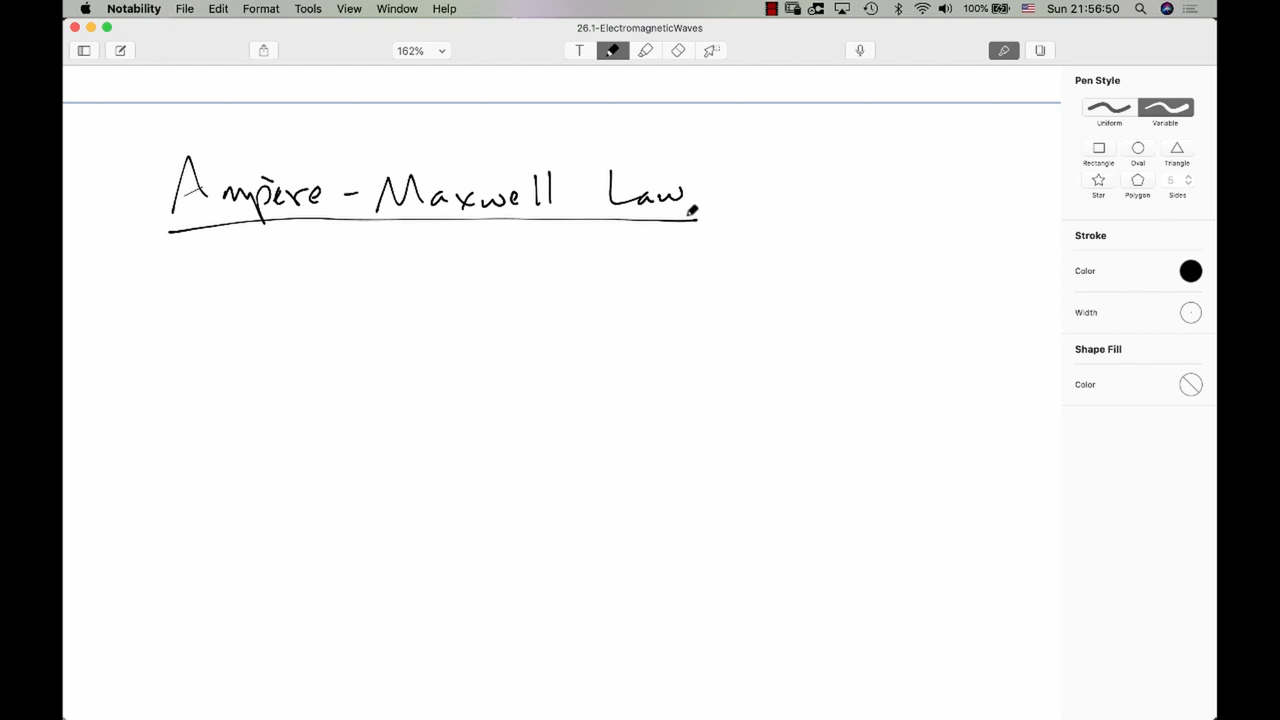 Notability File Edit Format Tools View Window Help 100% Sun 21:56:50
26.1-ElectromagneticWaves
162% T
Pen Style
Uniform Variable
Rectangle Oval Triangle
Star Polygon 5 Sides
Stroke
Color
Width
Shape Fill
Color
Ampère - Maxwell Law.